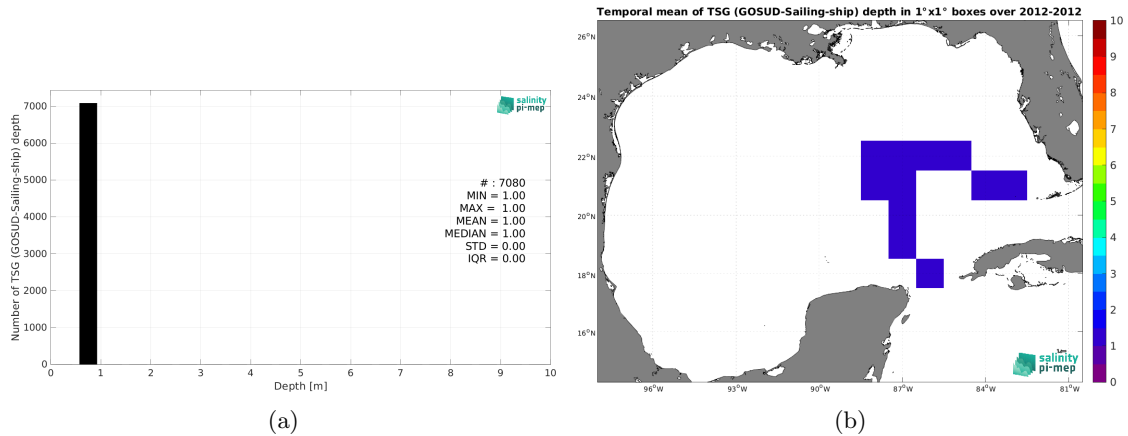 Number of TSG (GOSUD-Sailing-ship) depth
7000
6000
5000
4000
3000
2000
1000
0
0 1 2 3 4 5 6 7 8 9 10
Depth [m]
salinity
pi-mep
# : 7080
MIN = 1.00
MAX = 1.00
MEAN = 1.00
MEDIAN = 1.00
STD = 0.00
IQR = 0.00
(a)
Temporal mean of TSG (GOSUD-Sailing-ship) depth in 1°x1° boxes over 2012-2012
26°N
24°N
22°N
20°N
18°N
16°N
96°W 93°W 90°W 87°W 84°W 81°W
salinity
pi-mep
10
9
8
7
6
5
4
3
2
1
0
(b)